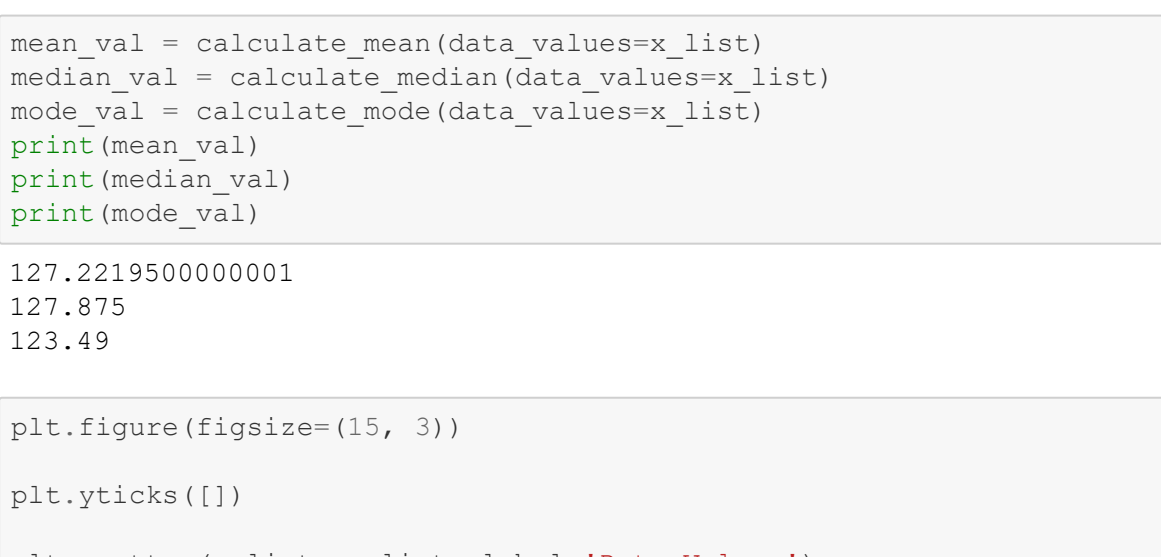 mean_val = calculate_mean(data_values=x_list)
median_val = calculate_median(data_values=x_list)
mode_val = calculate_mode(data_values=x_list)
print(mean_val)
print(median_val)
print(mode_val)
127.2219500000001
127.875
123.49
plt.figure(figsize=(15, 3))
plt.yticks([])